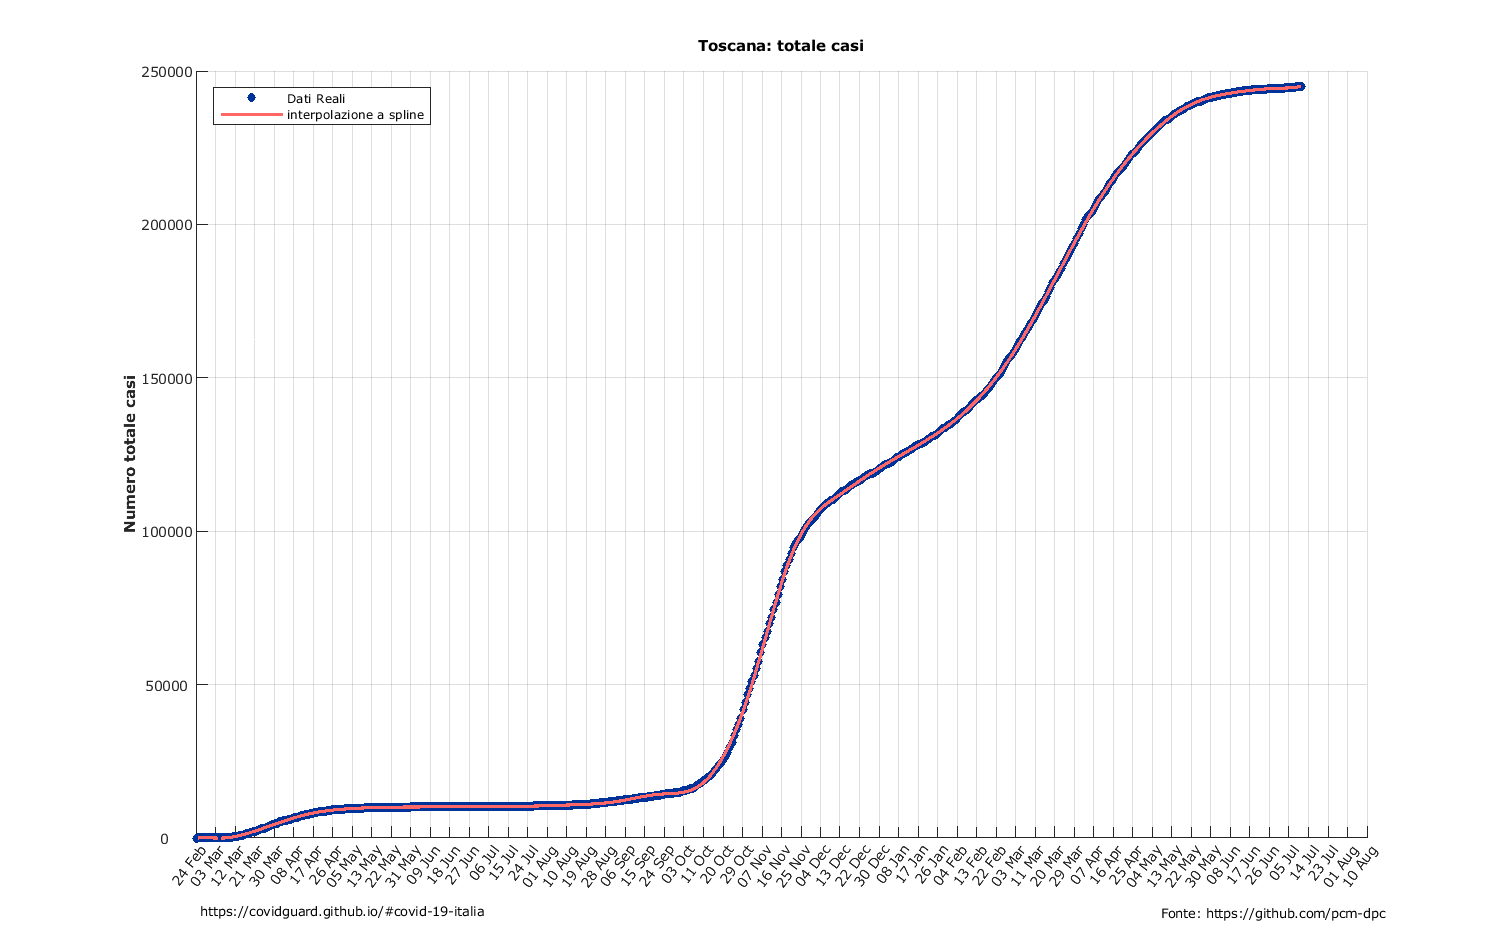 Toscana: totale casi
250000
Dati Reali
interpolazione a spline
200000
150000
100000
50000
0
Numero totale casi
24 Feb
03 Mar
12 Mar
21 Mar
30 Mar
08 Apr
17 Apr
26 Apr
05 May
13 May
22 May
31 May
09 Jun
18 Jun
27 Jun
06 Jul
15 Jul
24 Jul
01 Aug
10 Aug
19 Aug
28 Aug
06 Sep
15 Sep
24 Sep
03 Oct
11 Oct
20 Oct
29 Oct
07 Nov
16 Nov
25 Nov
04 Dec
13 Dec
22 Dec
30 Dec
08 Jan
17 Jan
26 Jan
04 Feb
13 Feb
22 Feb
03 Mar
11 Mar
20 Mar
29 Mar
07 Apr
16 Apr
25 Apr
04 May
13 May
22 May
30 May
08 Jun
17 Jun
26 Jun
05 Jul
14 Jul
23 Jul
01 Aug
10 Aug
https://covidguard.github.io/#covid-19-italia
Fonte: https://github.com/pcm-dpc